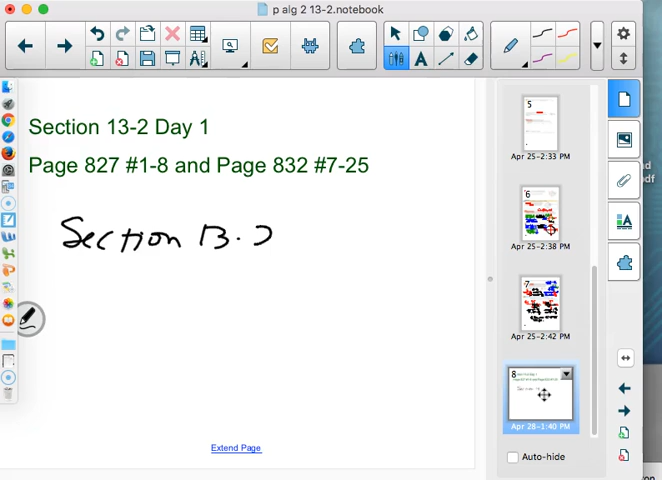 p alg 2 13-2.notebook
Section 13-2 Day 1
Page 827 #1-8 and Page 832 #7-25
Section 13-2
Extend Page
5
Apr 25-2:33 PM
6
Apr 25-2:38 PM
7
Apr 25-2:42 PM
8
Apr 28-1:40 PM
Auto-hide
nd
df